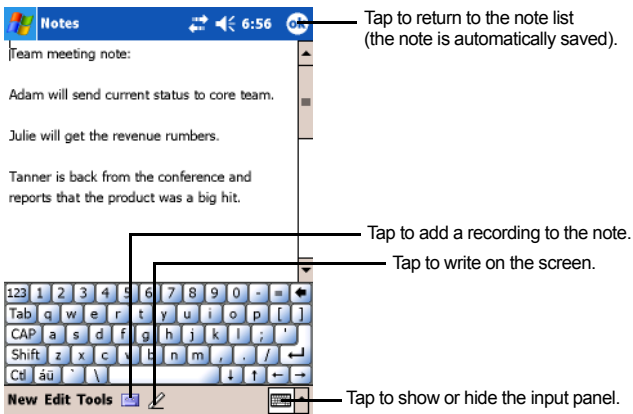 Notes 6:56 ok
Tap to return to the note list
(the note is automatically saved).
Team meeting note:
Adam will send current status to core team.
Julie will get the revenue rumbers.
Tanner is back from the conference and
reports that the product was a big hit.
Tap to add a recording to the note.
Tap to write on the screen.
123 1 2 3 4 5 6 7 8 9 0 - =
Tab q w e r t y u i o p [ ]
CAP a s d f g h j k l ; '
Shift z x c v b n m , . /
Ctl áü ` \
New Edit Tools
Tap to show or hide the input panel.